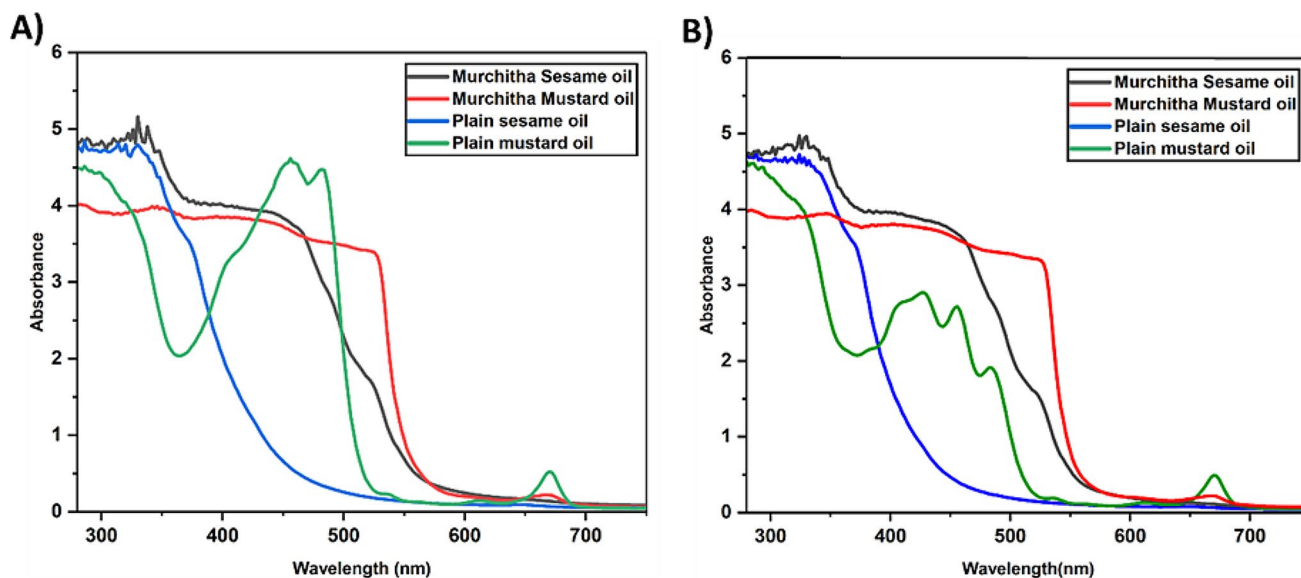 A)
6
5
4
3
2
1
0
Absorbance
300 400 500 600 700
Wavelength (nm)
Murchitha Sesame oil
Murchitha Mustard oil
Plain sesame oil
Plain mustard oil
B)
6
5
4
3
2
1
0
Absorbance
300 400 500 600 700
Wavelength(nm)
Murchitha Sesame oil
Murchitha Mustard oil
Plain sesame oil
Plain mustard oil